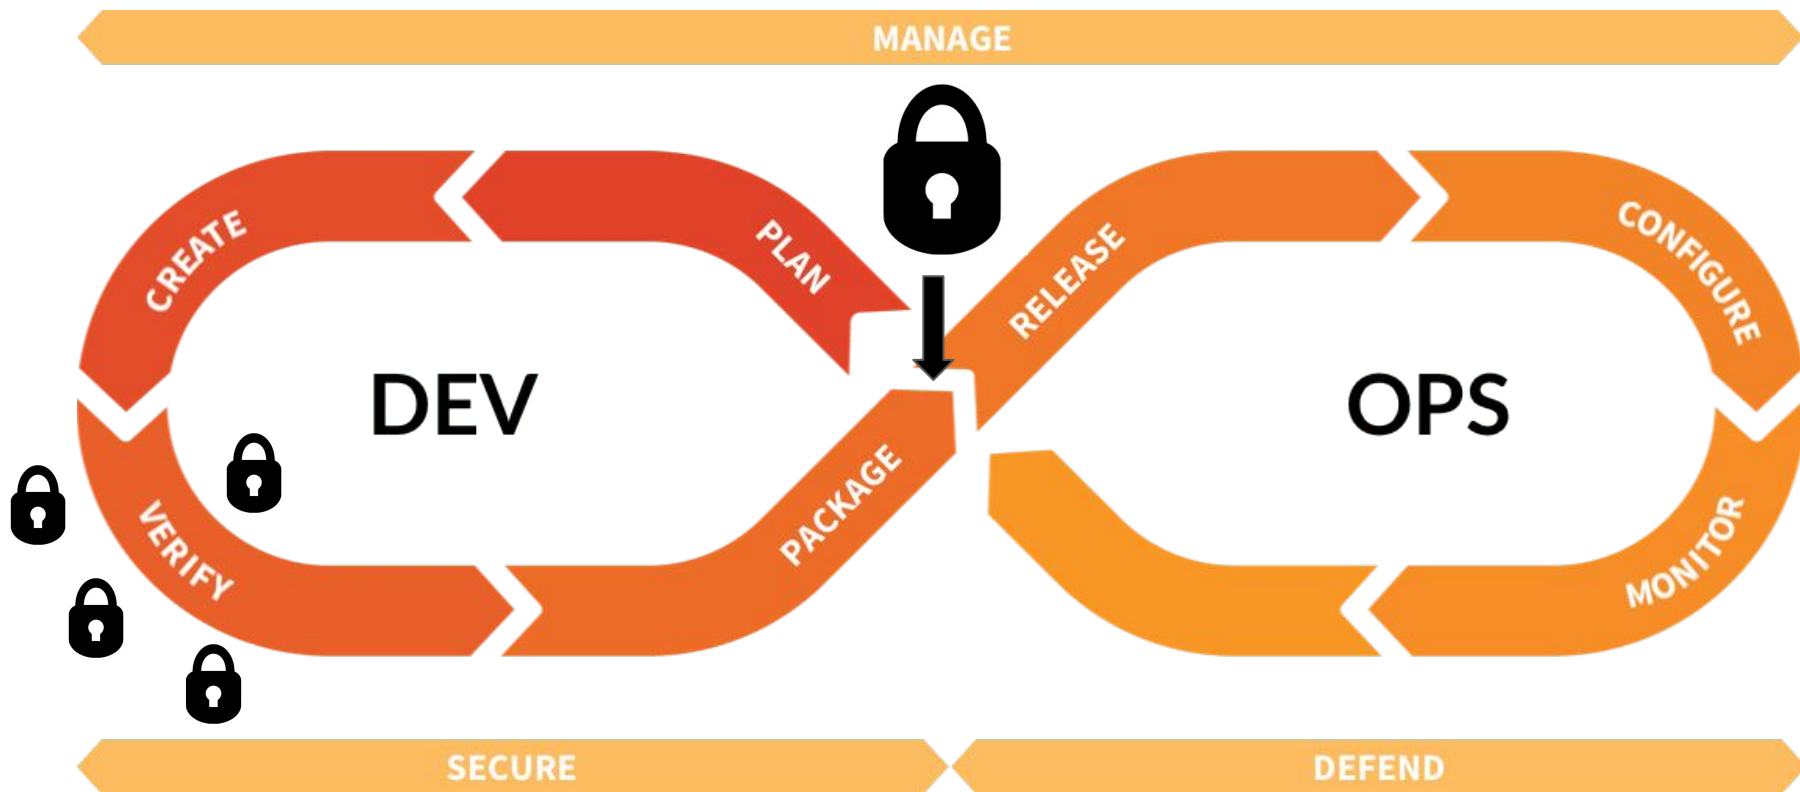 MANAGE
CREATE
PLAN
RELEASE
CONFIGURE
DEV
OPS
VERIFY
PACKAGE
MONITOR
SECURE
DEFEND